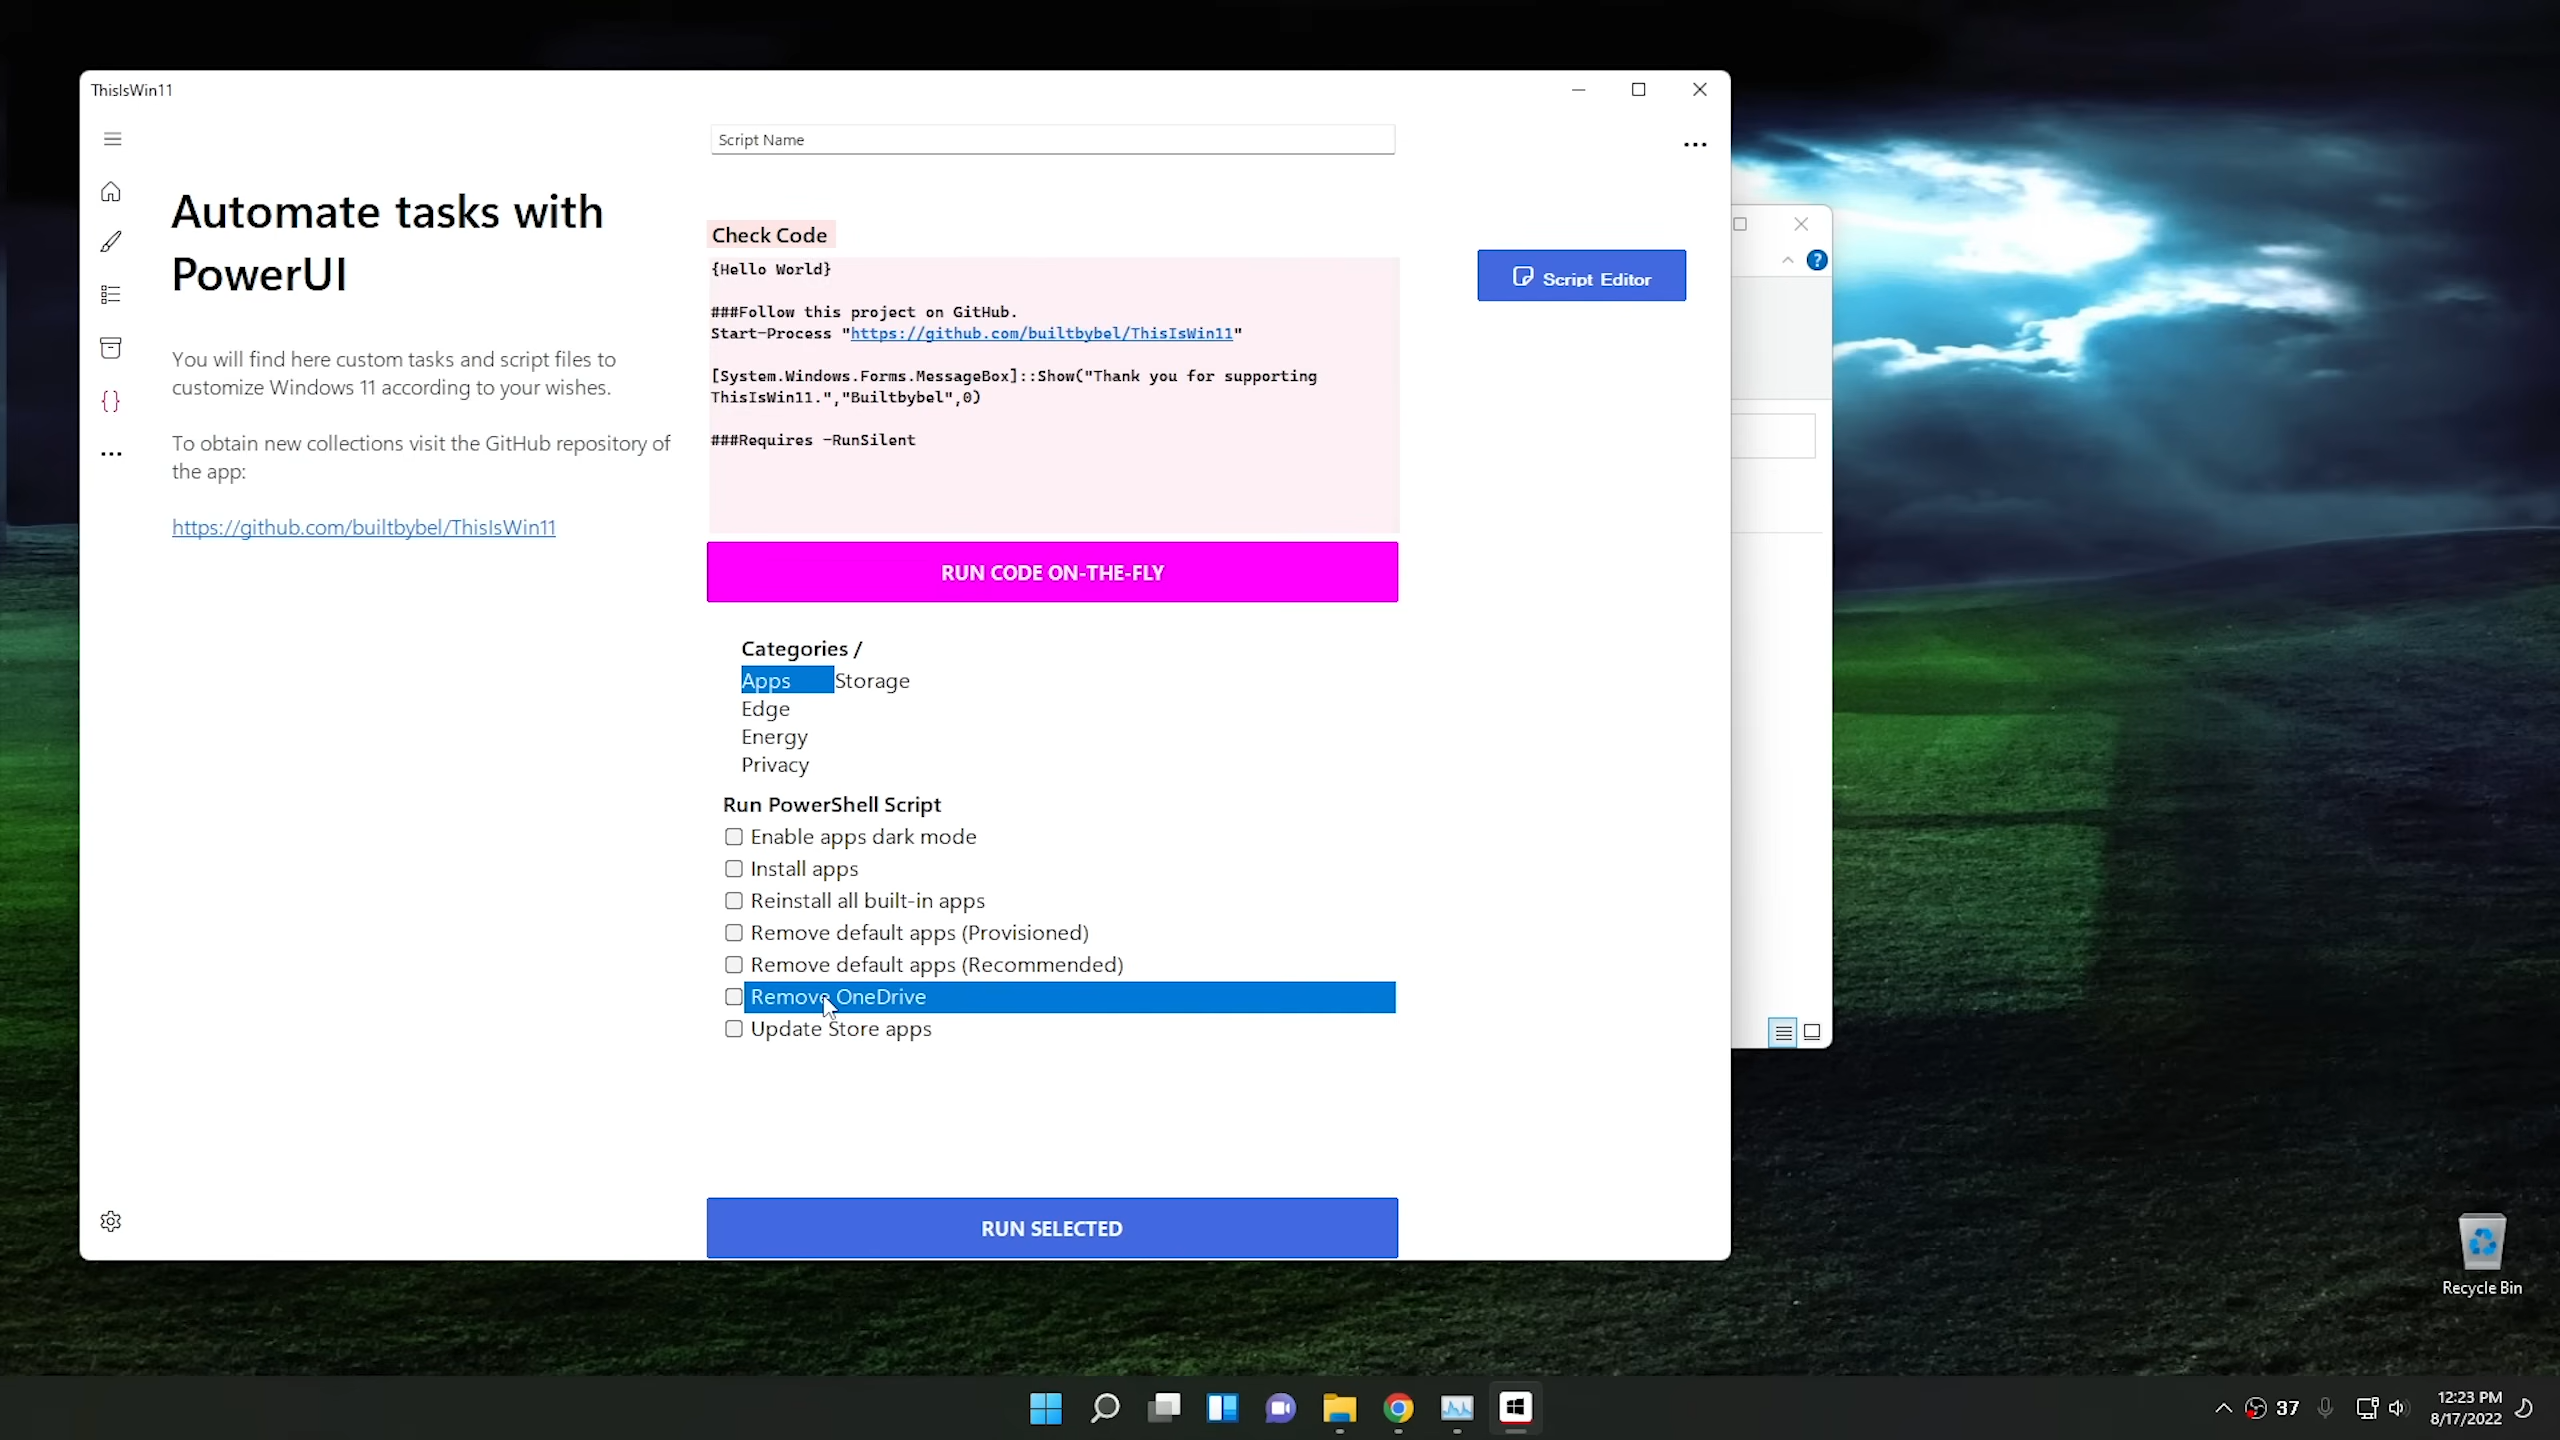 ThisIsWin11
Script Name
Automate tasks with
PowerUI
You will find here custom tasks and script files to
customize Windows 11 according to your wishes.
To obtain new collections visit the GitHub repository of
the app:
https://github.com/builtbybel/ThisIsWin11
Check Code
{Hello World}
###Follow this project on GitHub.
Start-Process "https://github.com/builtbybel/ThisIsWin11"
[System.Windows.Forms.MessageBox]::Show("Thank you for supporting
ThisIsWin11.","Builtbybel",0)
###Requires -RunSilent
Script Editor
RUN CODE ON-THE-FLY
Categories /
Apps Storage
Edge
Energy
Privacy
Run PowerShell Script
Enable apps dark mode
Install apps
Reinstall all built-in apps
Remove default apps (Provisioned)
Remove default apps (Recommended)
Remove OneDrive
Update Store apps
RUN SELECTED
Recycle Bin
37
12:23 PM
8/17/2022